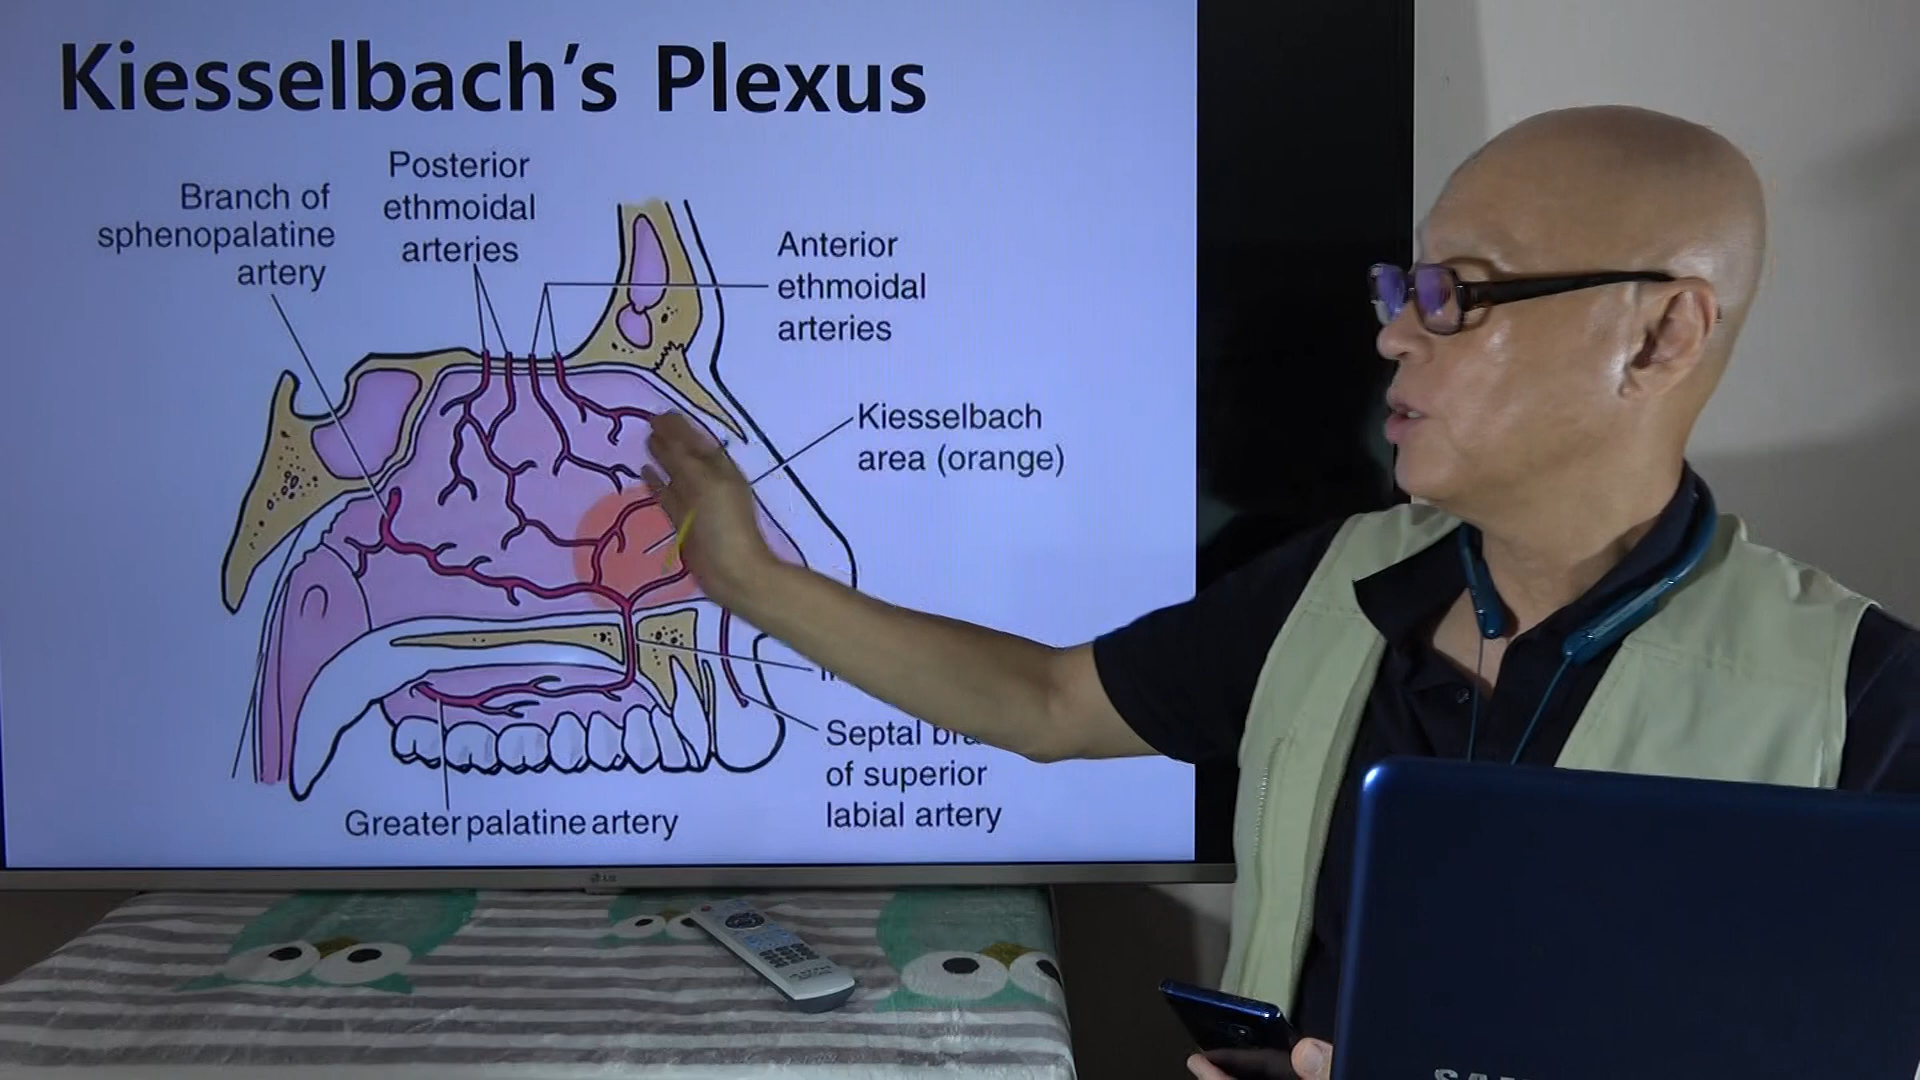 Kiesselbach's Plexus
Posterior
ethmoidal
arteries
Branch of
sphenopalatine
artery
Anterior
ethmoidal
arteries
Kiesselbach
area (orange)
Septal
of superior
labial artery
Greater palatine artery
LG